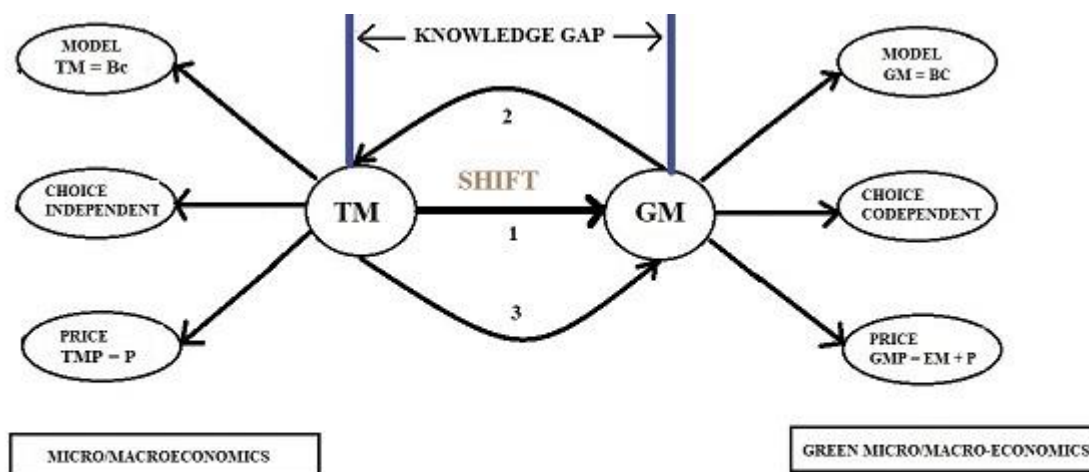 KNOWLEDGE GAP
MODEL
TM = Bc
MODEL
GM = BC
2
SHIFT
CHOICE
INDEPENDENT
TM
GM
CHOICE
CODEPENDENT
1
3
PRICE
TMP = P
PRICE
GMP = EM + P
MICRO/MACROECONOMICS
GREEN MICRO/MACRO-ECONOMICS